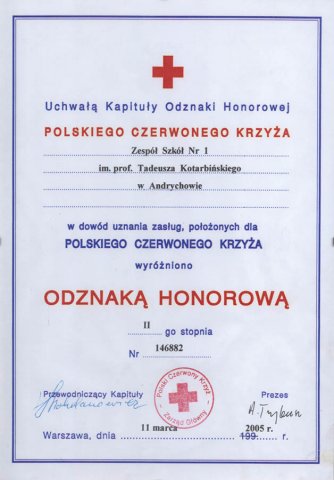 Uchwałą Kapituły Odznaki Honorowej
POLSKIEGO CZERWONEGO KRZYŻA
Zespół Szkół Nr 1
im. prof. Tadeusza Kotarbińskiego
w Andrychowie
w dowód uznania zasług, położonych dla
POLSKIEGO CZERWONEGO KRZYŻA
wyróżniono
ODZNAKĄ HONOROWĄ
II go stopnia
Nr 146882
Polski Czerwony Krzyż
Zarząd Główny
Przewodniczący Kapituły Prezes
11 marca 2005 r.
Warszawa, dnia 199 r.